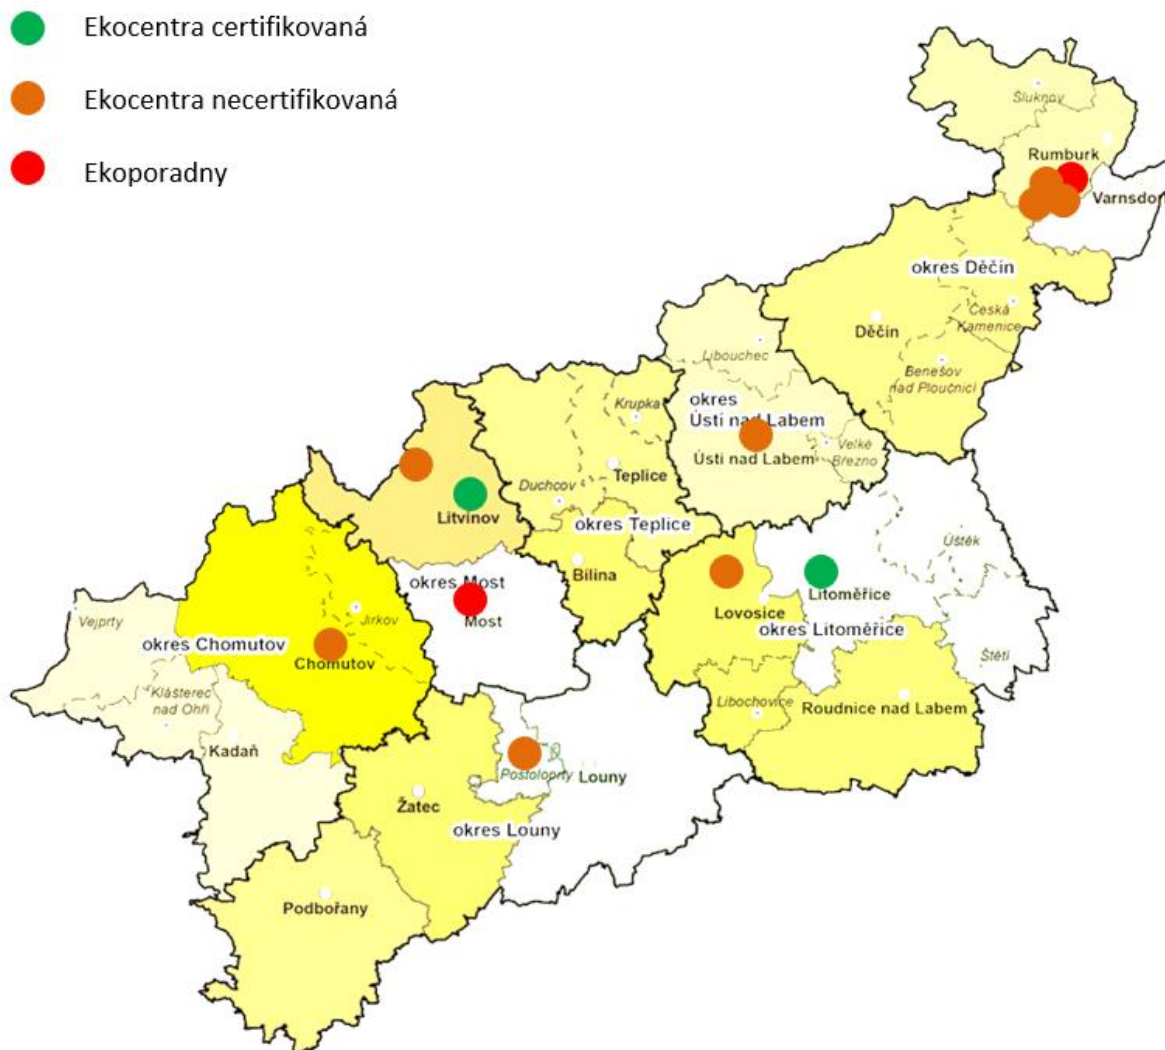 Ekocentra certifikovaná
Ekocentra necertifikovaná
Ekoporadny
Šluknov
Rumburk
Varnsdorf
okres Děčín
Děčín
Česká
Kamenice
Benešov
nad Ploučnicí
Libouchec
okres
Ústí nad Labem
Ústí nad Labem
Velké
Březno
Krupka
Teplice
Duchcov
okres Teplice
Bílina
Litvínov
okres Most
Most
Úštěk
Litoměřice
Lovosice
okres Litoměřice
Štětí
Libochovice
Roudnice nad Labem
Vejprty
Jirkov
okres Chomutov
Chomutov
Klášterec
nad Ohří
Kadaň
Postoloprty
Louny
Žatec
okres Louny
Podbořany